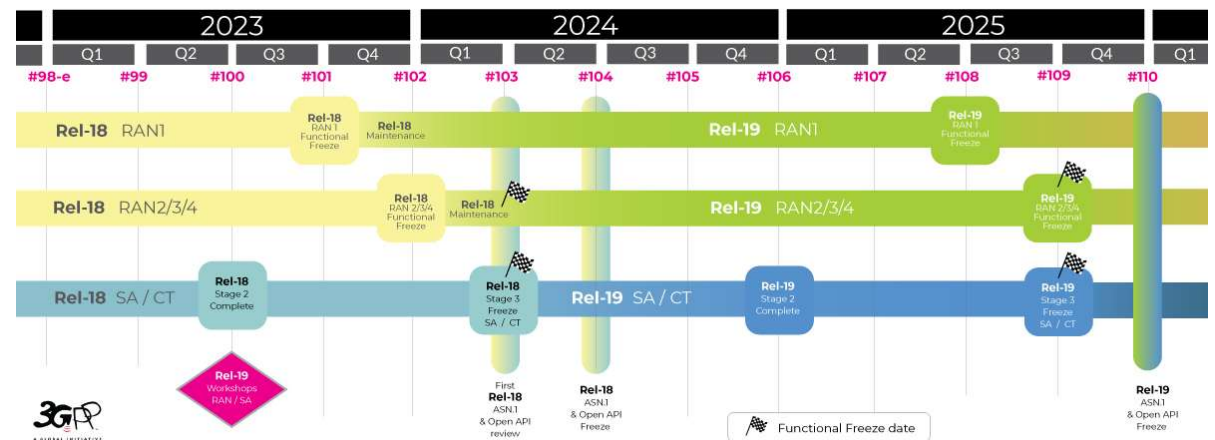 2023 2024 2025
Q1 Q2 Q3 Q4 Q1 Q2 Q3 Q4 Q1 Q2 Q3 Q4 Q1
#98-e #99 #100 #101 #102 #103 #104 #105 #106 #107 #108 #109 #110
Rel-18 RAN1
Rel-18
RAN 1
Functional
Freeze
Rel-18
Maintenance
Rel-19 RAN1
Rel-19
RAN 1
Functional
Freeze
Rel-18 RAN2/3/4
Rel-18
RAN 2/3/4
Functional
Freeze
Rel-18
Maintenance
Rel-19 RAN2/3/4
Rel-19
RAN 2/3/4
Functional
Freeze
Rel-18 SA / CT
Rel-18
Stage 2
Complete
Rel-18
Stage 3
Freeze
SA / CT
Rel-19 SA / CT
Rel-19
Stage 2
Complete
Rel-19
Stage 3
Freeze
SA / CT
Rel-19
Workshops
RAN / SA
First
Rel-18
ASN.1
& Open API
review
Rel-18
ASN.1
& Open API
Freeze
Rel-19
ASN.1
& Open API
Freeze
3GPP
A GLOBAL INITIATIVE
Functional Freeze date